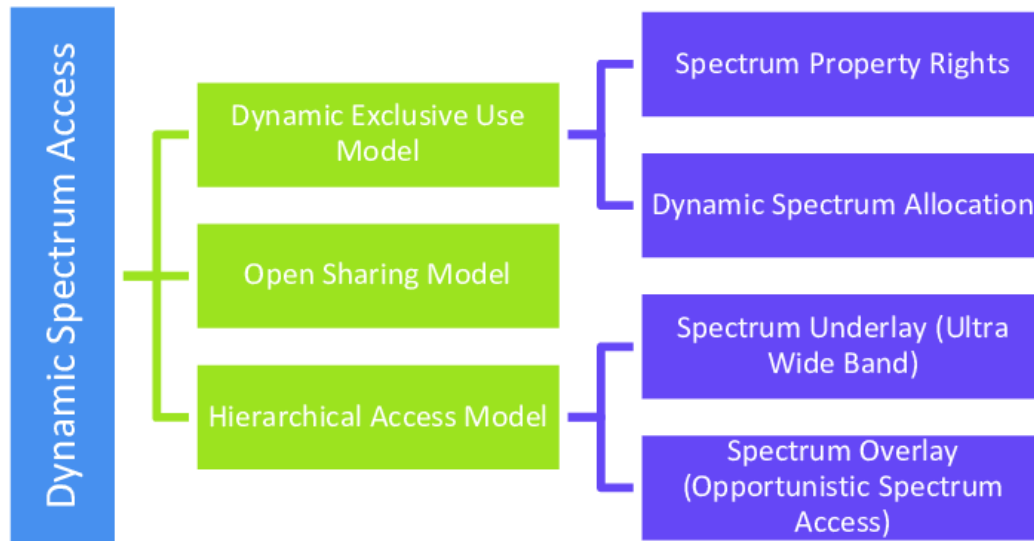 Dynamic Spectrum Access
Dynamic Exclusive Use
Model
Open Sharing Model
Hierarchical Access Model
Spectrum Property Rights
Dynamic Spectrum Allocation
Spectrum Underlay (Ultra
Wide Band)
Spectrum Overlay
(Opportunistic Spectrum
Access)